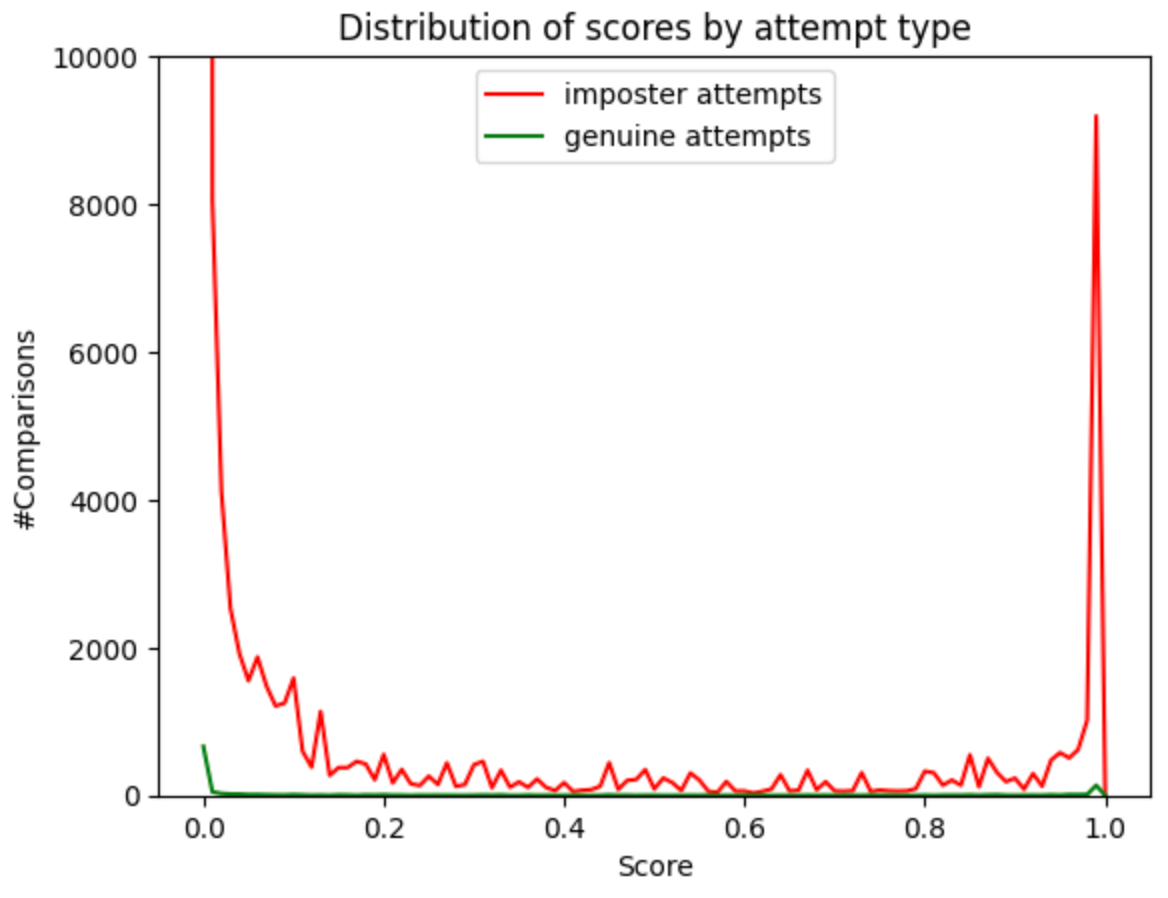 Distribution of scores by attempt type
10000
8000
6000
4000
2000
0
#Comparisons
imposter attempts
genuine attempts
0.0 0.2 0.4 0.6 0.8 1.0
Score